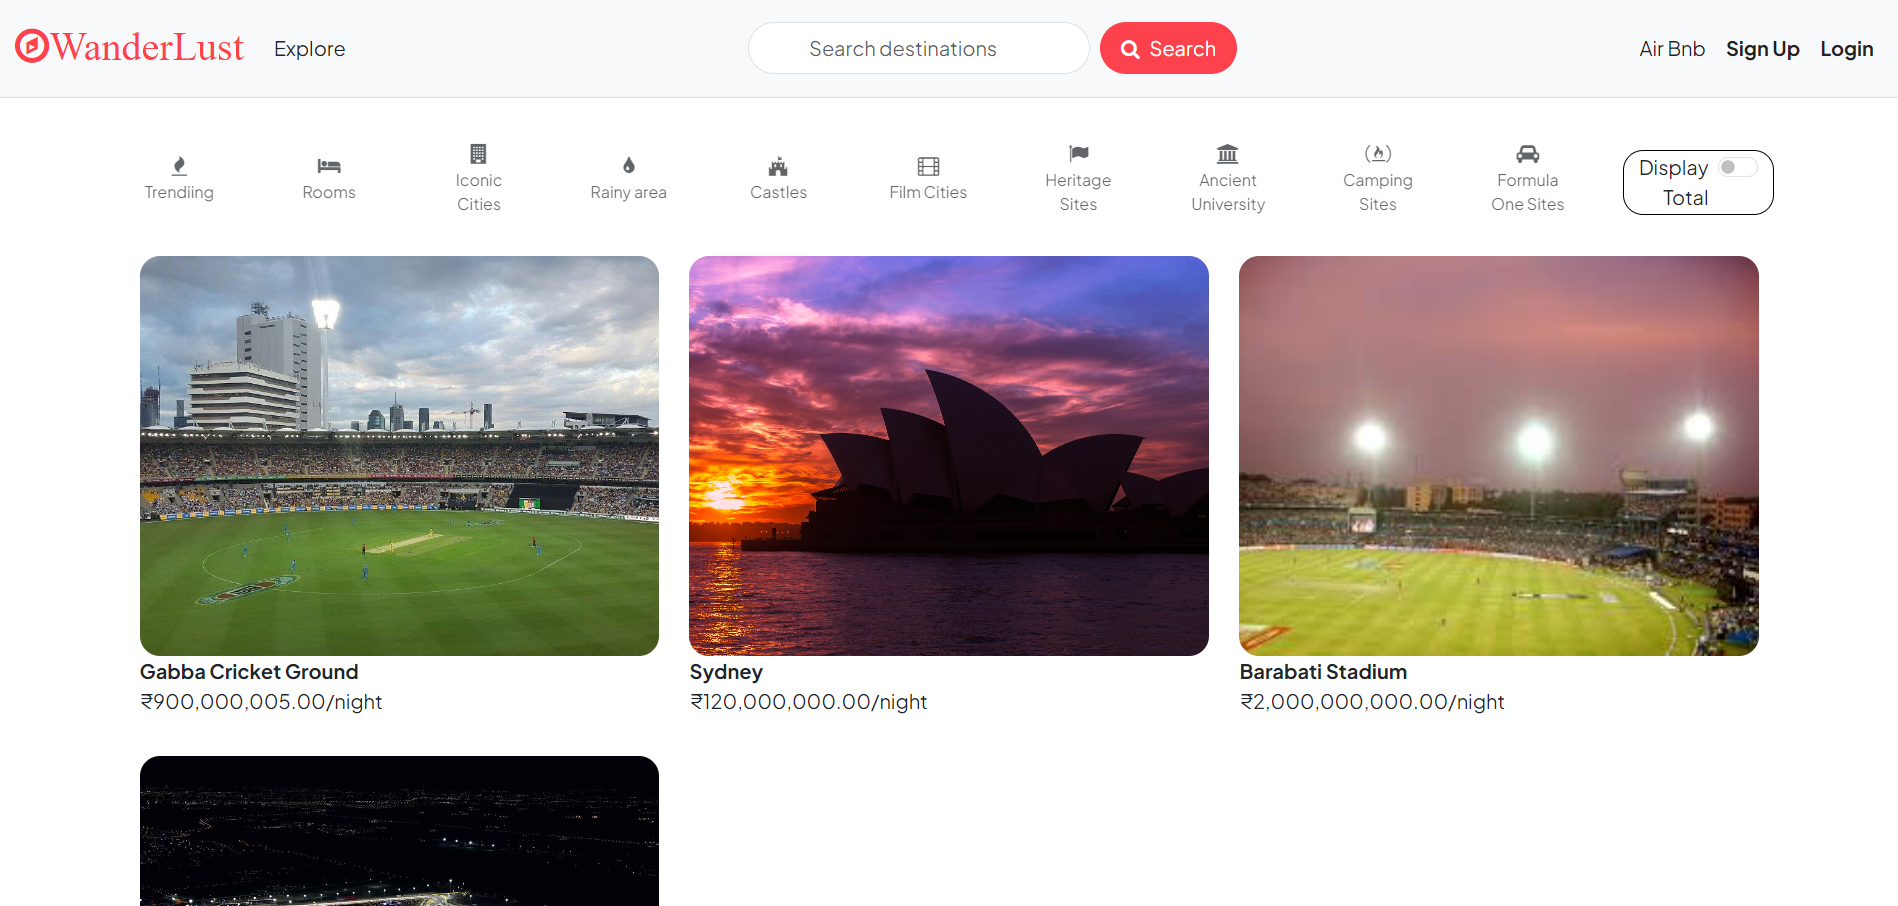 WanderLust
Explore
Search destinations
Search
Air Bnb
Sign Up
Login
Trendiing
Rooms
Iconic
Cities
Rainy area
Castles
Film Cities
Heritage
Sites
Ancient
University
Camping
Sites
Formula
One Sites
Display
Total
Gabba Cricket Ground
₹900,000,005.00/night
Sydney
₹120,000,000.00/night
Barabati Stadium
₹2,000,000,000.00/night